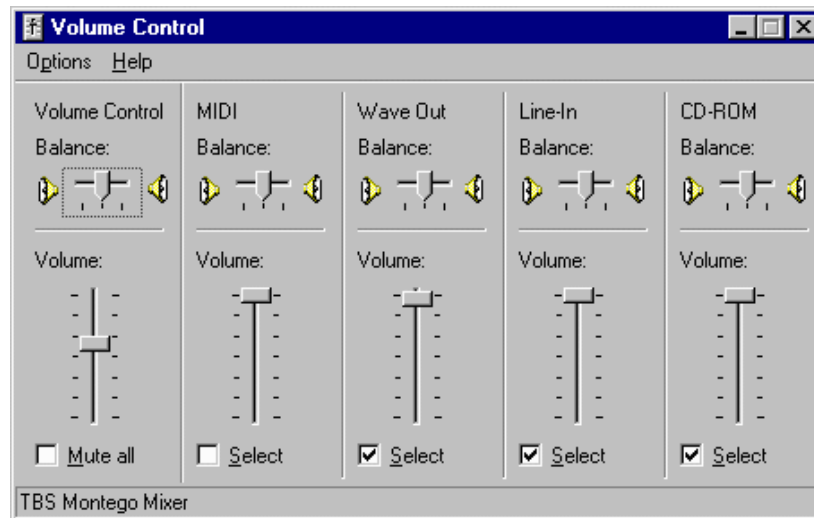 Volume Control
Options Help
Volume Control MIDI Wave Out Line-In CD-ROM
Balance: Balance: Balance: Balance: Balance:
Volume: Volume: Volume: Volume: Volume:
Mute all Select Select Select Select
TBS Montego Mixer